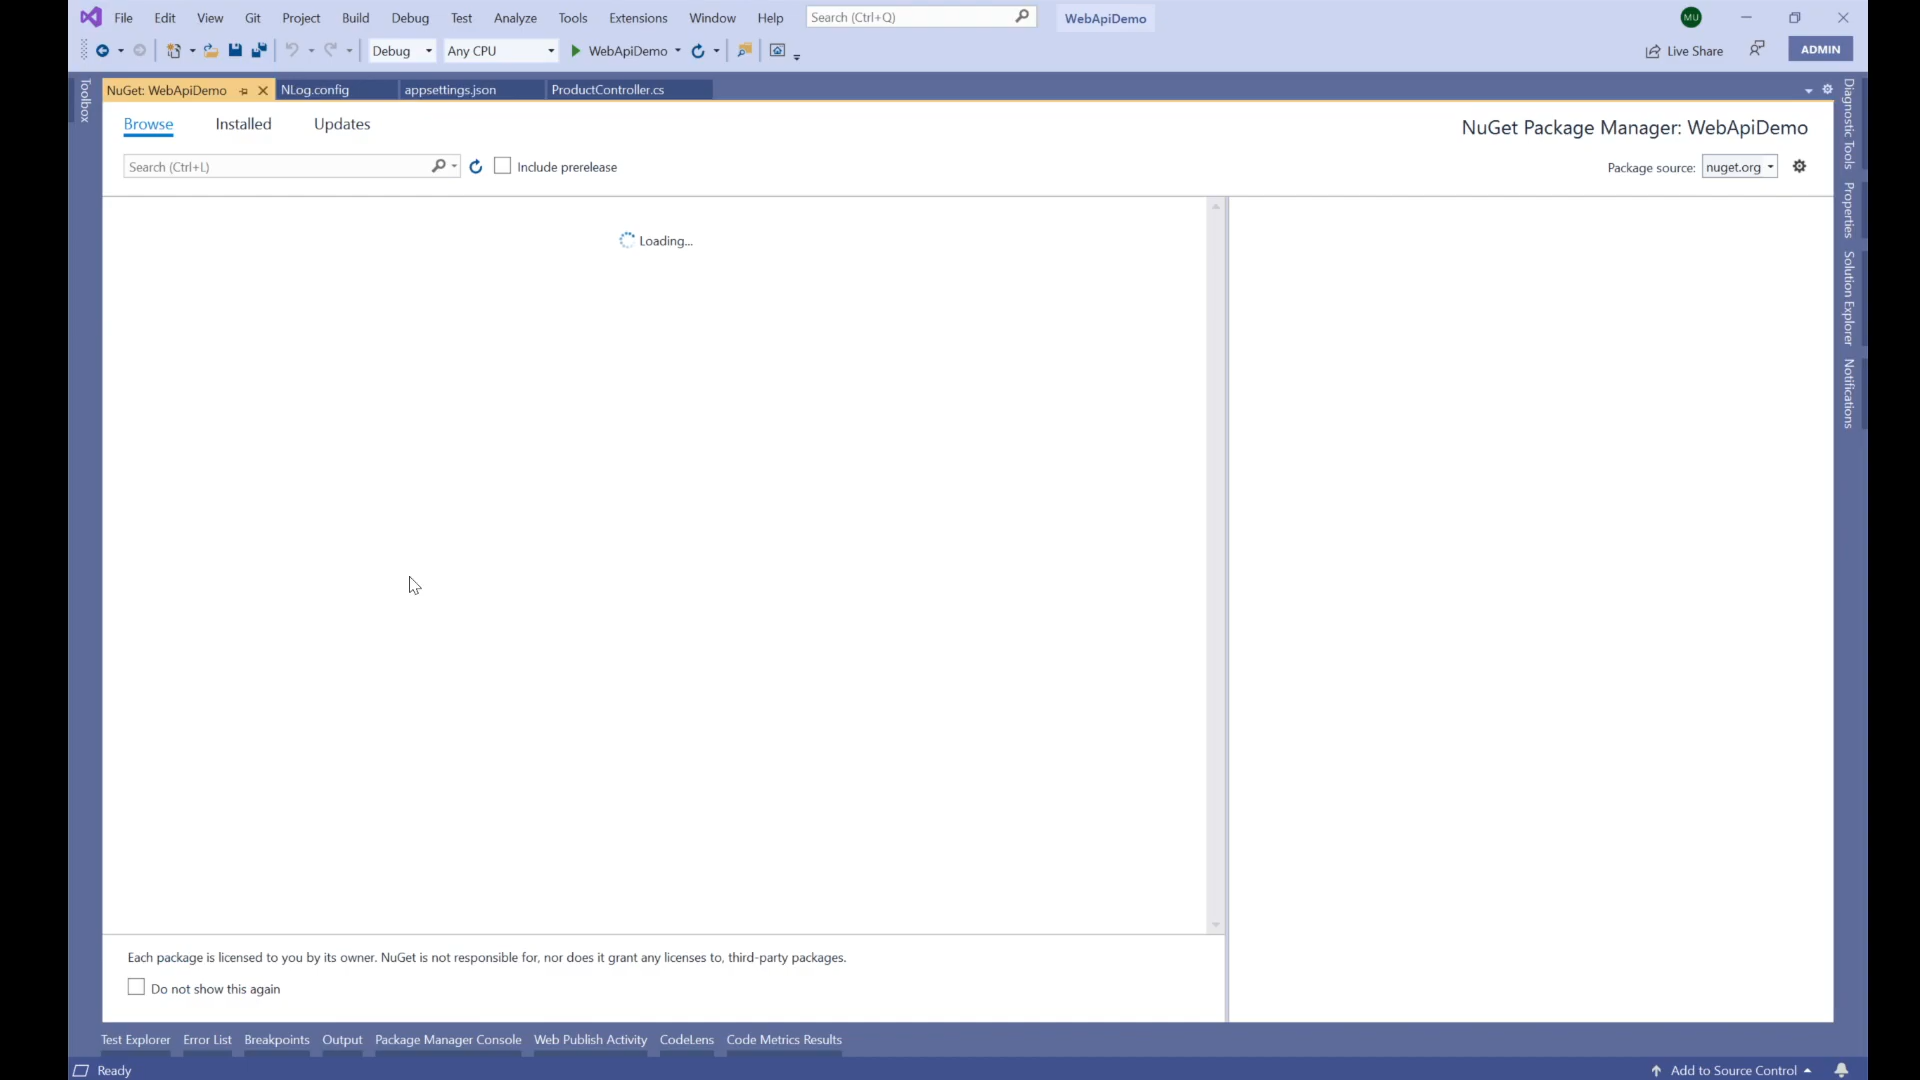 File Edit View Git Project Build Debug Test Analyze Tools Extensions Window Help Search (Ctrl+Q) WebApiDemo MU
Debug Any CPU WebApiDemo Live Share ADMIN
NuGet: WebApiDemo NLog.config appsettings.json ProductController.cs
Toolbox
Browse Installed Updates NuGet Package Manager: WebApiDemo
Search (Ctrl+L) Include prerelease Package source: nuget.org
Loading...
Diagnostic Tools
Properties
Solution Explorer
Notifications
Each package is licensed to you by its owner. NuGet is not responsible for, nor does it grant any licenses to, third-party packages.
Do not show this again
Test Explorer Error List Breakpoints Output Package Manager Console Web Publish Activity CodeLens Code Metrics Results
Ready Add to Source Control